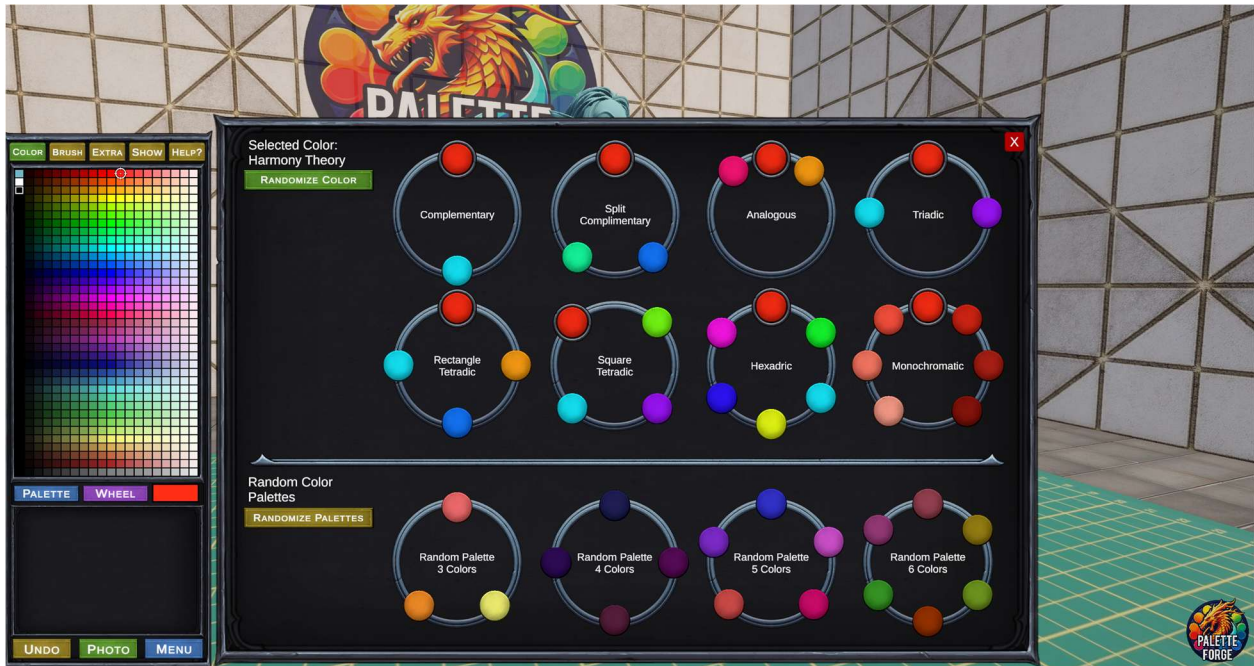 PALETTE
COLOR
BRUSH
EXTRA
SHOW
HELP?
Selected Color:
Harmony Theory
RANDOMIZE COLOR
X
Complementary
Split
Complimentary
Analogous
Triadic
Rectangle
Tetradic
Square
Tetradic
Hexadric
Monochromatic
PALETTE
WHEEL
Random Color
Palettes
RANDOMIZE PALETTES
Random Palette
3 Colors
Random Palette
4 Colors
Random Palette
5 Colors
Random Palette
6 Colors
UNDO
PHOTO
MENU
PALETTE
FORGE